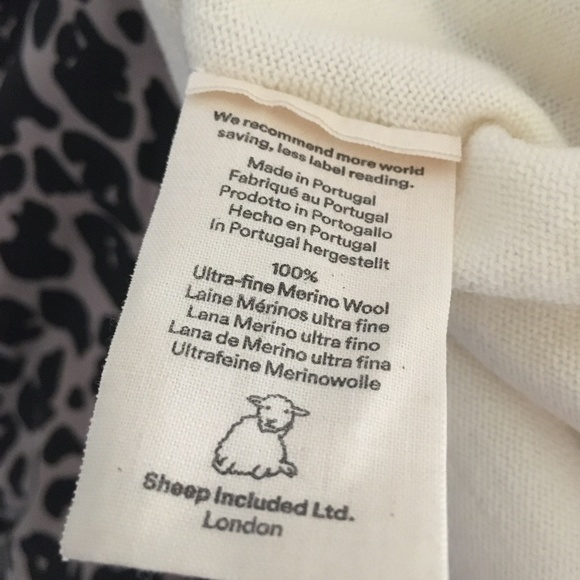 We recommend more world
saving, less label reading.
Made in Portugal
Fabriqué au Portugal
Prodotto in Portogallo
Hecho en Portugal
In Portugal hergestellt
100%
Ultra-fine Merino Wool
Laine Mérinos ultra fine
Lana Merino ultra fino
Lana de Merino ultra fina
Ultrafeine Merinowolle
Sheep Included Ltd.
London